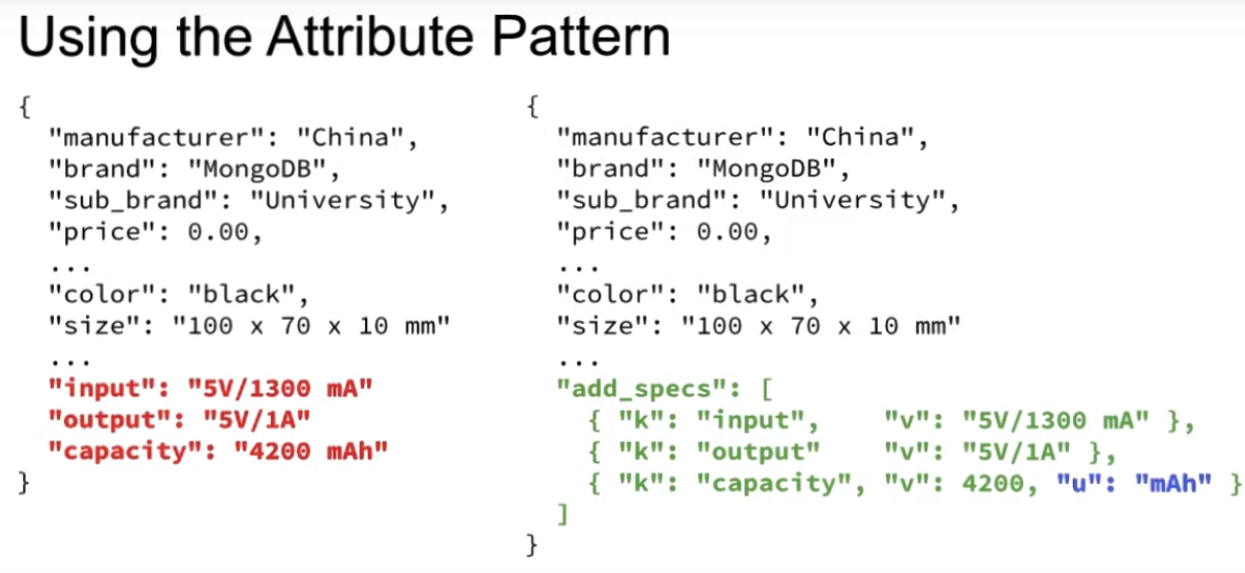 Using the Attribute Pattern
{
"manufacturer": "China",
"brand": "MongoDB",
"sub_brand": "University",
"price": 0.00,
...
"color": "black",
"size": "100 x 70 x 10 mm"
...
"input": "5V/1300 mA"
"output": "5V/1A"
"capacity": "4200 mAh"
}
{
"manufacturer": "China",
"brand": "MongoDB",
"sub_brand": "University",
"price": 0.00,
...
"color": "black",
"size": "100 x 70 x 10 mm"
...
"add_specs": [
{ "k": "input", "v": "5V/1300 mA" },
{ "k": "output" "v": "5V/1A" },
{ "k": "capacity", "v": 4200, "u": "mAh" }
]
}